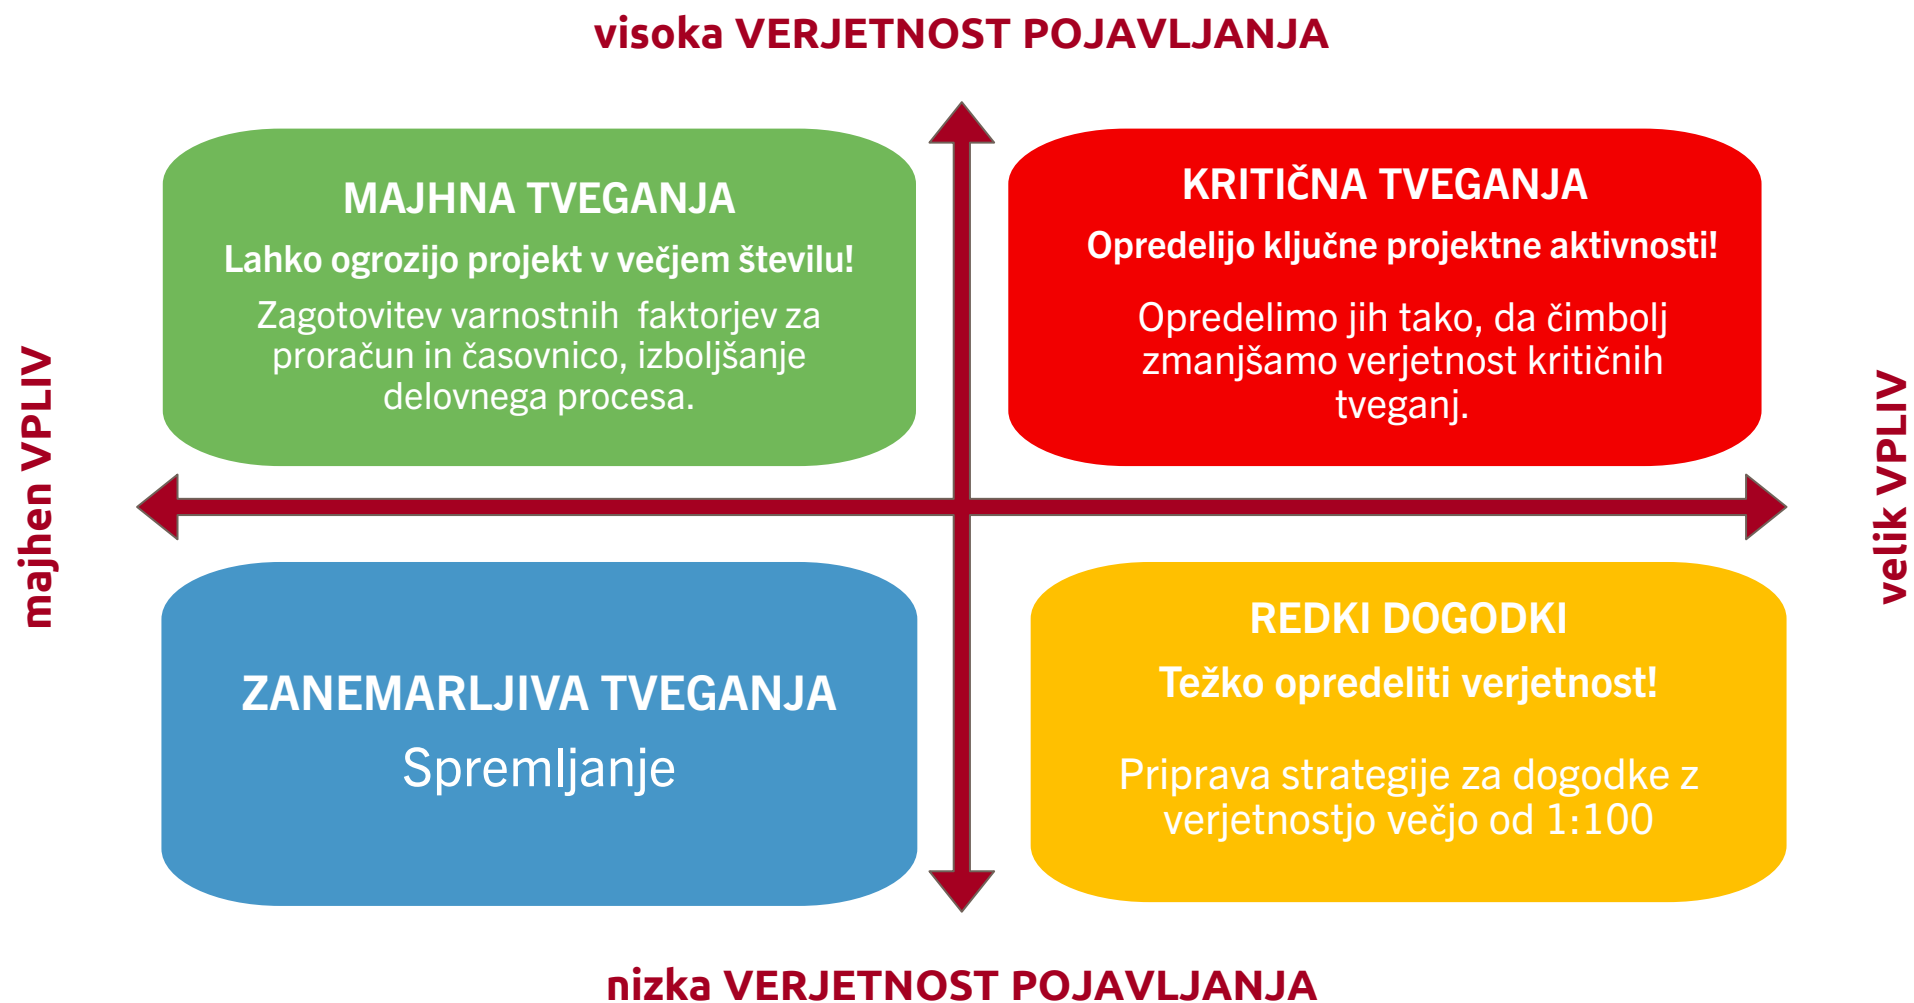 visoka VERJETNOST POJAVLJANJA
MAJHNA TVEGANJA
Lahko ogrozijo projekt v večjem številu!
Zagotovitev varnostnih faktorjev za
proračun in časovnico, izboljšanje
delovnega procesa.
KRITIČNA TVEGANJA
Opredelijo ključne projektne aktivnosti!
Opredelimo jih tako, da čimbolj
zmanjšamo verjetnost kritičnih
tveganj.
majhen VPLIV
velik VPLIV
ZANEMARLJIVA TVEGANJA
Spremljanje
REDKI DOGODKI
Težko opredeliti verjetnost!
Priprava strategije za dogodke z
verjetnostjo večjo od 1:100
nizka VERJETNOST POJAVLJANJA